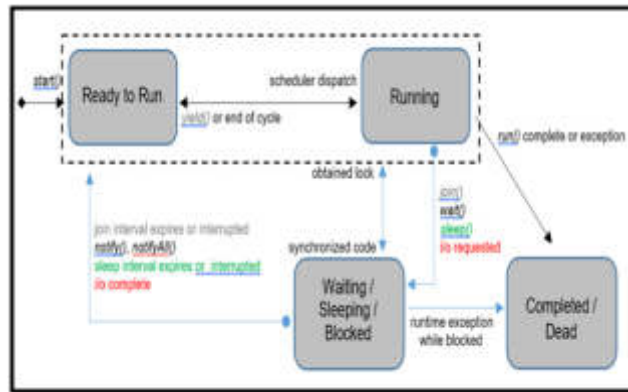 start()
Ready to Run
scheduler dispatch
yield() or end of cycle
Running
run() complete or exception
obtained lock
join()
wait()
sleep()
i/o requested
join interval expires or interrupted
notify(), notifyAll()
sleep interval expires or interrupted
i/o complete
synchronized code
Waiting /
Sleeping /
Blocked
runtime exception
while blocked
Completed /
Dead